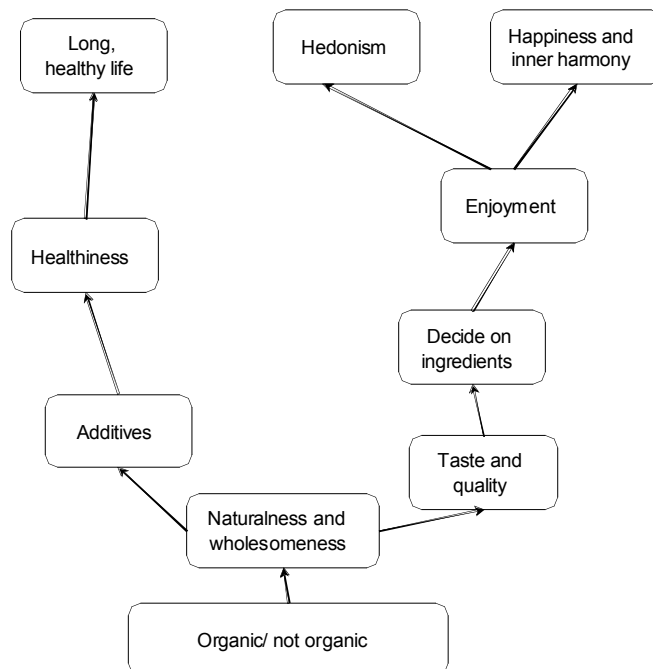 Long,
healthy life
Hedonism
Happiness and
inner harmony
Enjoyment
Healthiness
Decide on
ingredients
Additives
Taste and
quality
Naturalness and
wholesomeness
Organic/ not organic